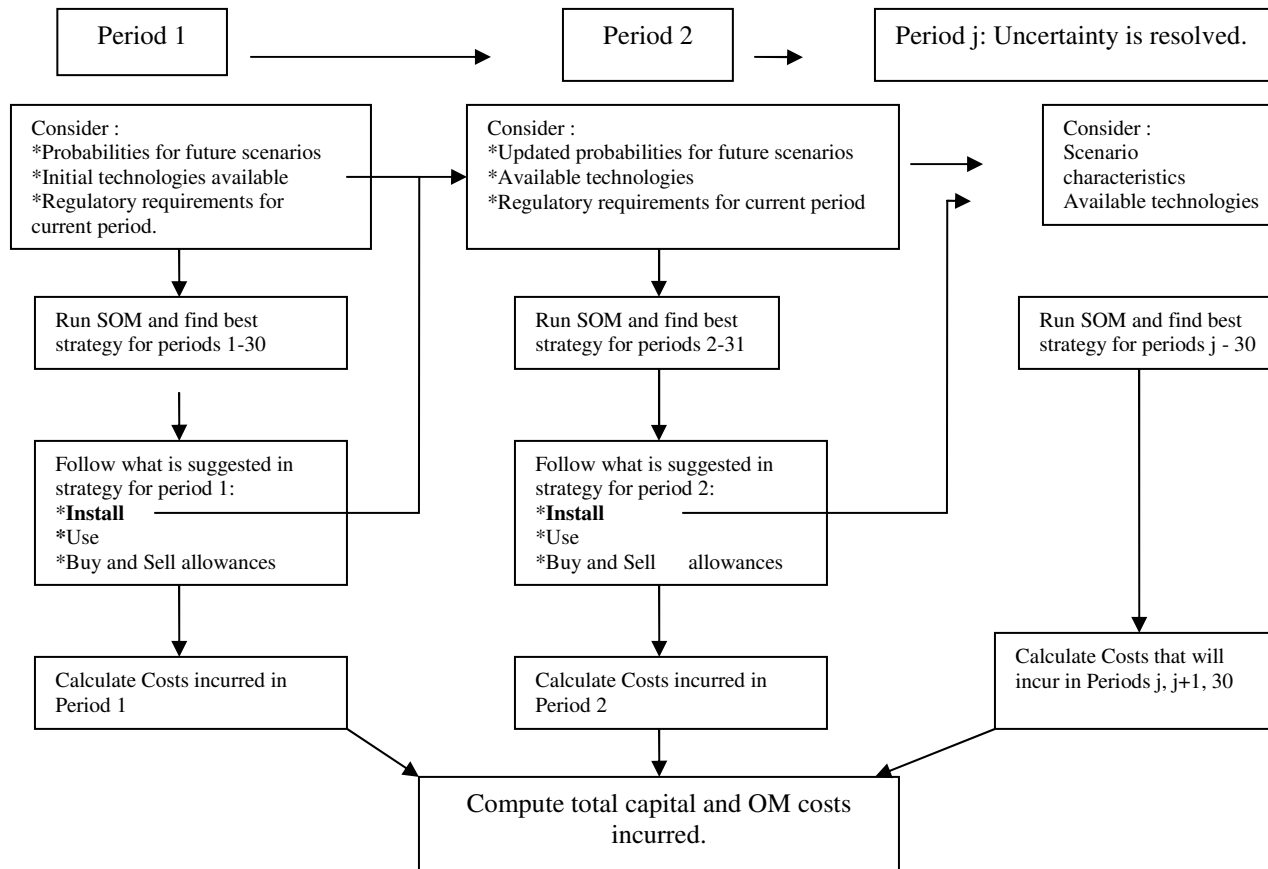 Period 1
Period 2
Period j: Uncertainty is resolved.
Consider :
*Probabilities for future scenarios
*Initial technologies available
*Regulatory requirements for
current period.
Consider :
*Updated probabilities for future scenarios
*Available technologies
*Regulatory requirements for current period
Consider :
Scenario
characteristics
Available technologies
Run SOM and find best
strategy for periods 1-30
Run SOM and find best
strategy for periods 2-31
Run SOM and find best
strategy for periods j - 30
Follow what is suggested in
strategy for period 1:
*Install
*Use
*Buy and Sell allowances
Follow what is suggested in
strategy for period 2:
*Install
*Use
*Buy and Sell allowances
Calculate Costs incurred in
Period 1
Calculate Costs incurred in
Period 2
Calculate Costs that will
incur in Periods j, j+1, 30
Compute total capital and OM costs
incurred.